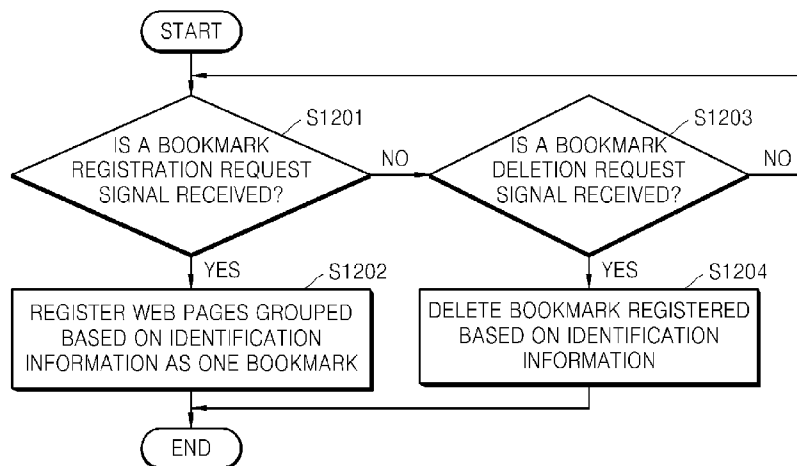 START
S1201
IS A BOOKMARK
REGISTRATION REQUEST
SIGNAL RECEIVED?
NO
S1203
IS A BOOKMARK
DELETION REQUEST
SIGNAL RECEIVED?
NO
YES
S1202
REGISTER WEB PAGES GROUPED
BASED ON IDENTIFICATION
INFORMATION AS ONE BOOKMARK
YES
S1204
DELETE BOOKMARK REGISTERED
BASED ON IDENTIFICATION
INFORMATION
END